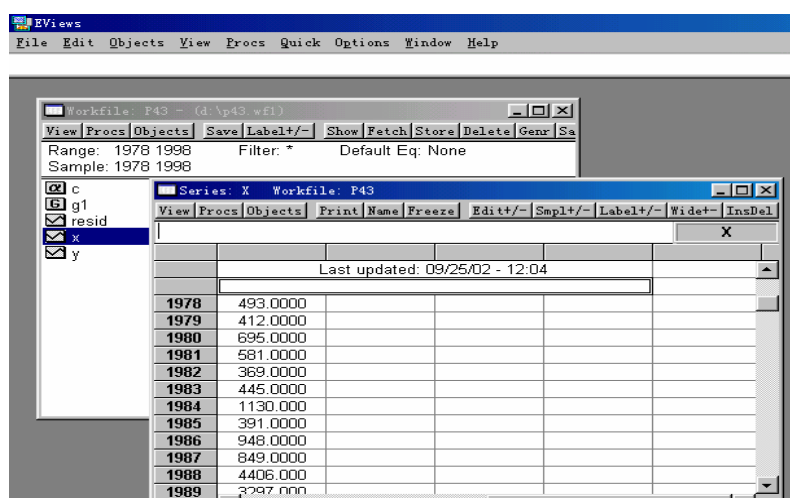 EViews
File Edit Objects View Procs Quick Options Window Help
Workfile: P43 - (d:\p43.wf1)
View Procs Objects Save Label+/- Show Fetch Store Delete Genr Sa
Range: 1978 1998 Filter: * Default Eq: None
Sample: 1978 1998
c
g1
resid
x
y
Series: X Workfile: P43
View Procs Objects Print Name Freeze Edit+/- Smpl+/- Label+/- Wide+- InsDel
X
Last updated: 09/25/02 - 12:04
1978 493.0000
1979 412.0000
1980 695.0000
1981 581.0000
1982 369.0000
1983 445.0000
1984 1130.000
1985 391.0000
1986 948.0000
1987 849.0000
1988 4406.000
1989 3297.000